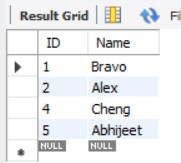 Result Grid Fi
ID Name
1 Bravo
2 Alex
4 Cheng
5 Abhijeet
NULL NULL